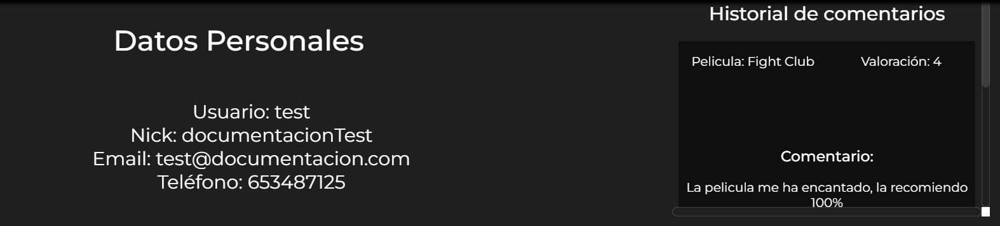 Datos Personales
Usuario: test
Nick: documentacionTest
Email: test@documentacion.com
Teléfono: 653487125
Historial de comentarios
Pelicula: Fight Club
Valoración: 4
Comentario:
La pelicula me ha encantado, la recomiendo
100%